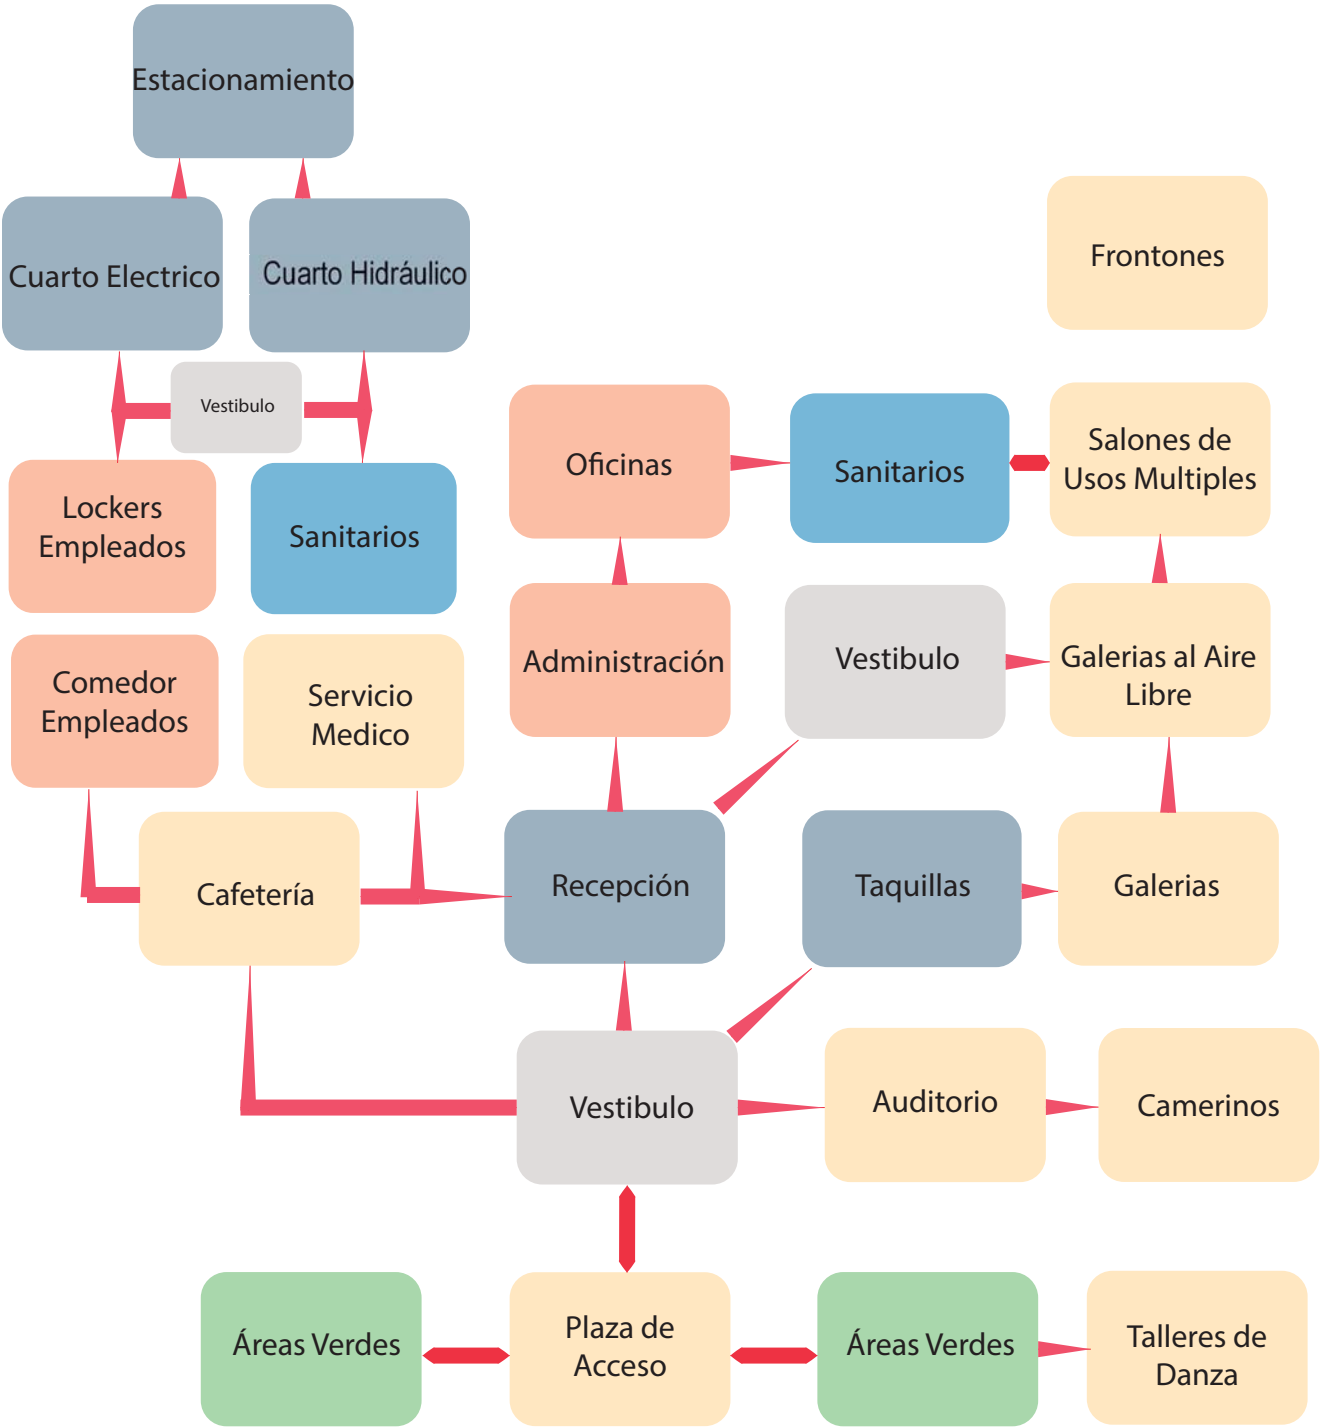 Estacionamiento
Cuarto Electrico
Cuarto Hidráulico
Frontones
Vestibulo
Oficinas
Sanitarios
Salones de
Usos Multiples
Lockers
Empleados
Sanitarios
Comedor
Empleados
Servicio
Medico
Administración
Vestibulo
Galerias al Aire
Libre
Cafetería
Recepción
Taquillas
Galerias
Vestibulo
Auditorio
Camerinos
Áreas Verdes
Plaza de
Acceso
Áreas Verdes
Talleres de
Danza